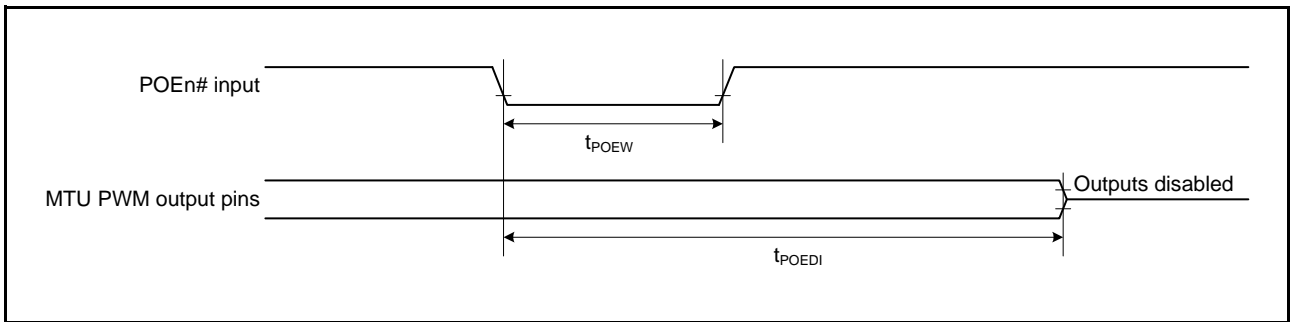 POEn# input
tPOEW
MTU PWM output pins
Outputs disabled
tPOEDI